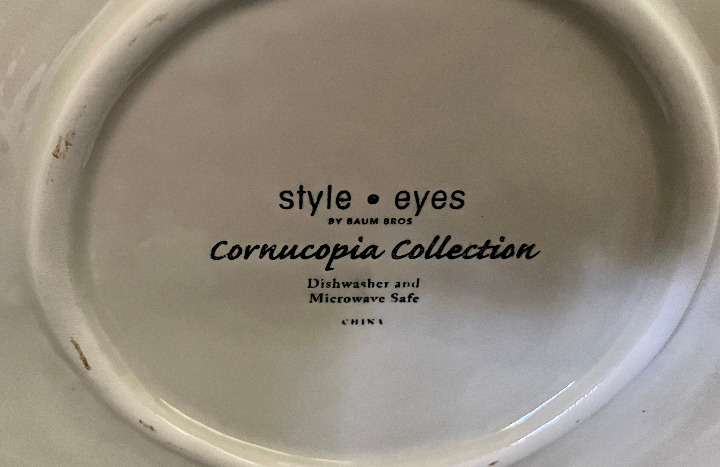 style • eyes
BY BAUM BROS
Cornucopia Collection
Dishwasher and
Microwave Safe
CHINA